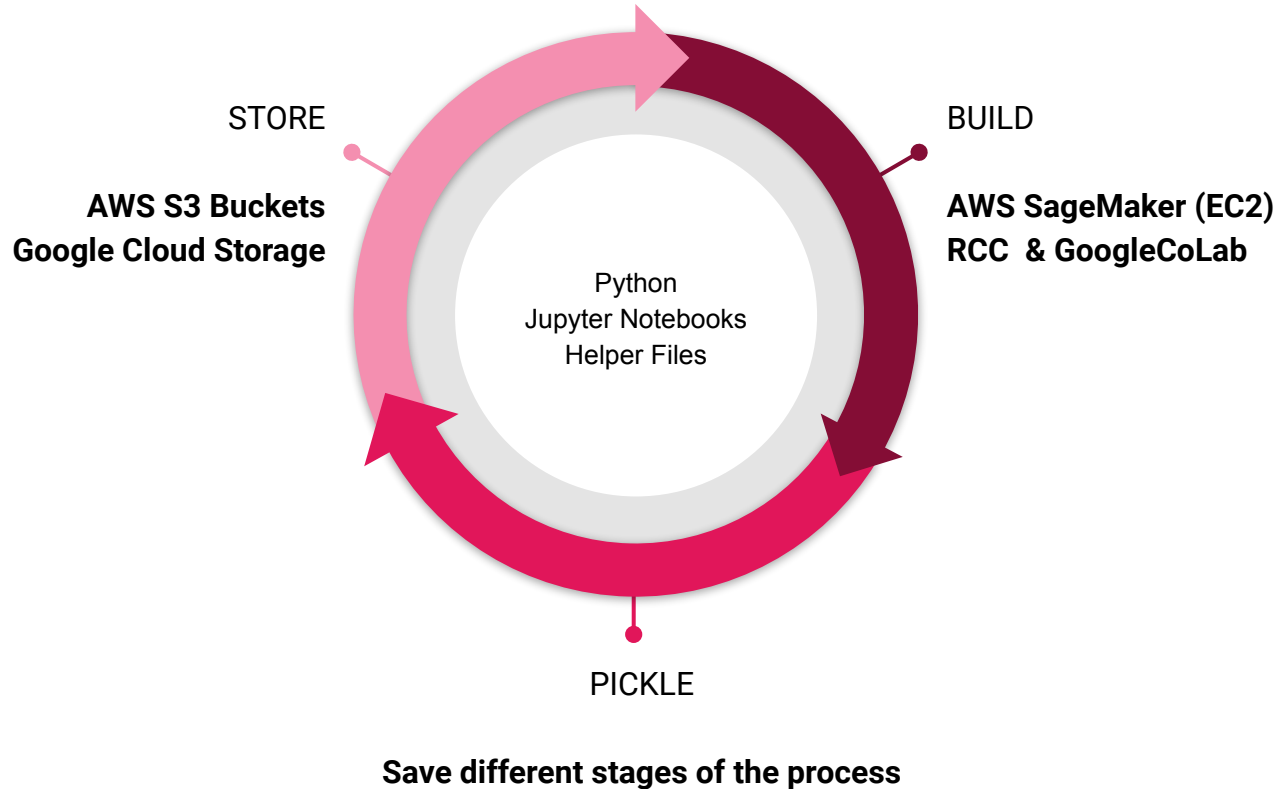 STORE
AWS S3 Buckets
Google Cloud Storage
BUILD
AWS SageMaker (EC2)
RCC & GoogleCoLab
Python
Jupyter Notebooks
Helper Files
PICKLE
Save different stages of the process